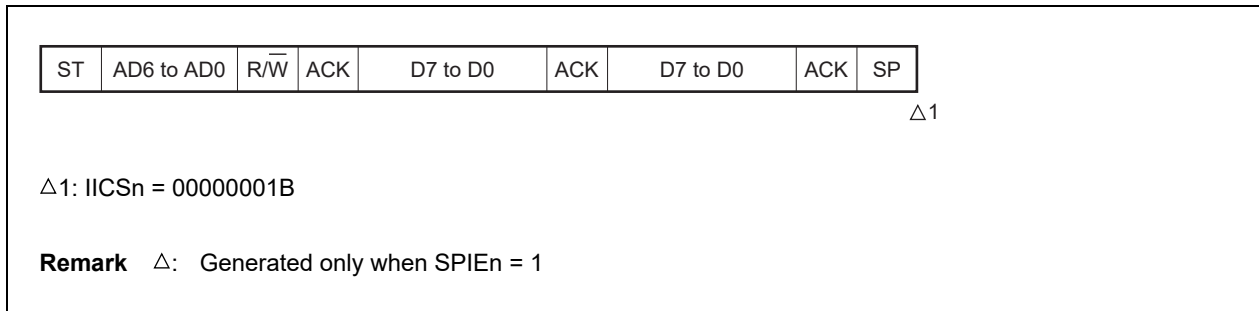 ST AD6 to AD0 R/W̅ ACK D7 to D0 ACK D7 to D0 ACK SP
△1
△1: IICSn = 00000001B
Remark △: Generated only when SPIEn = 1